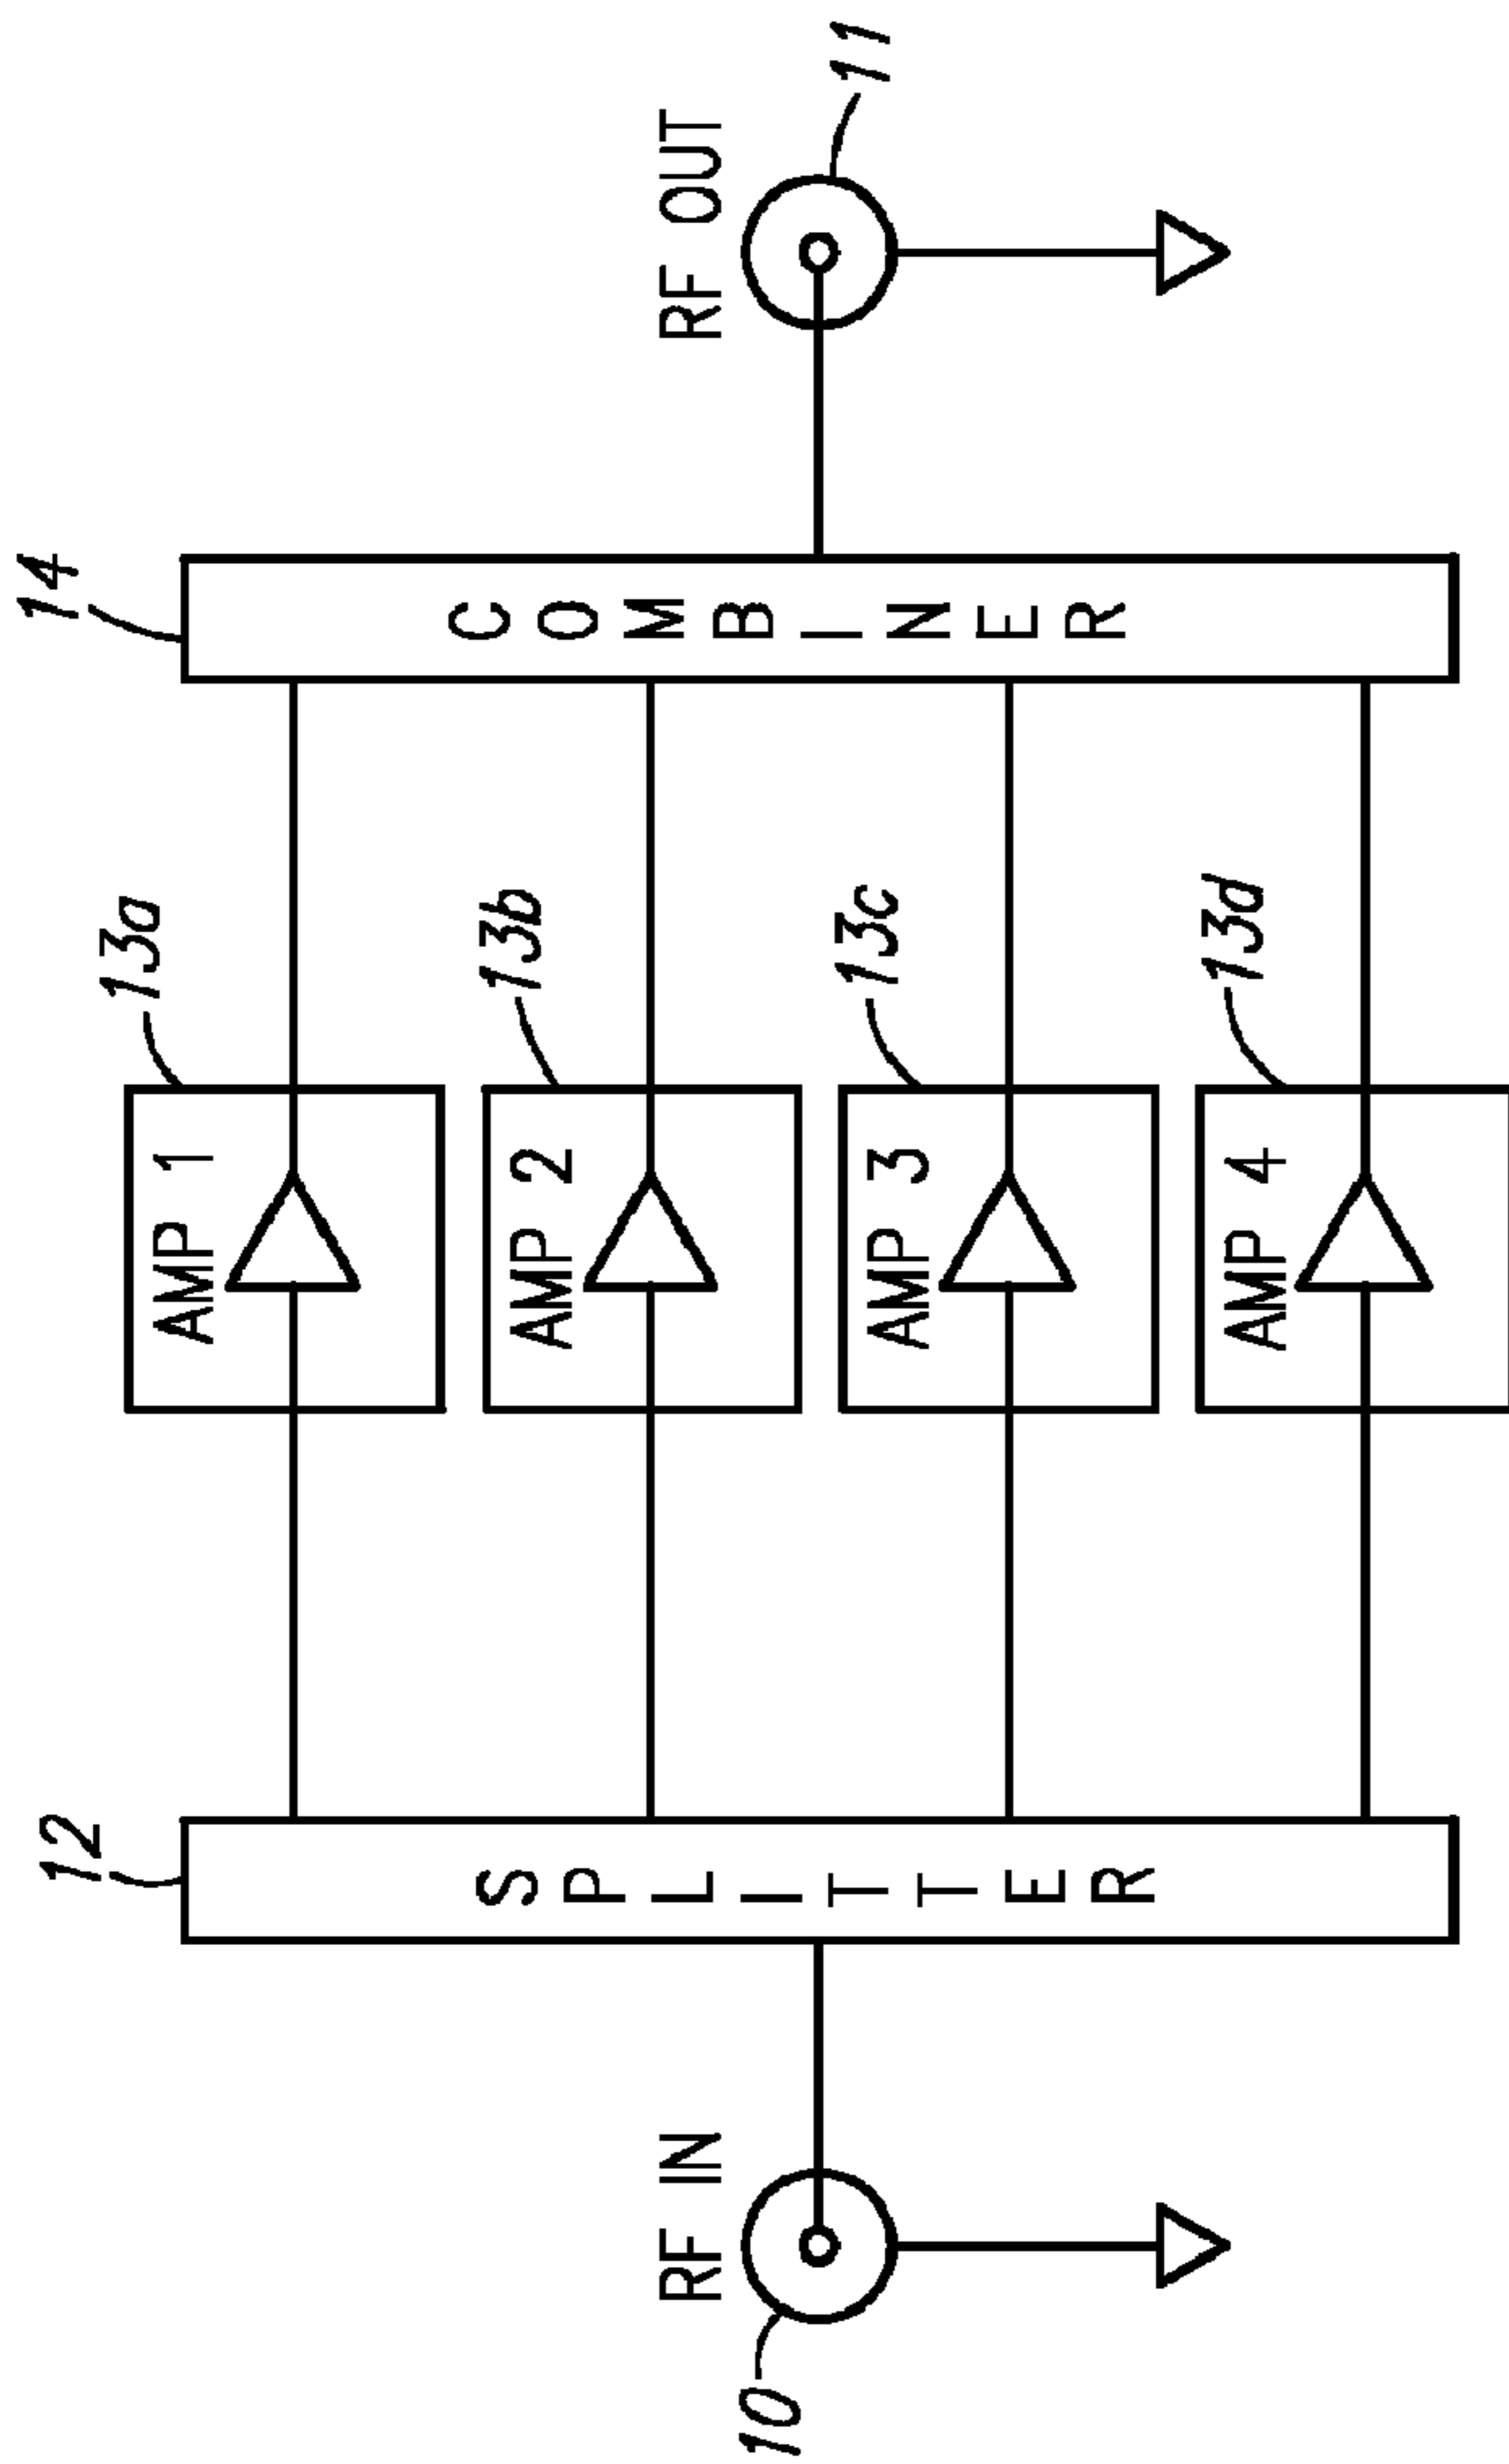 12
14
13a
AMP 1
13b
AMP 2
13c
AMP 3
13d
AMP 4
SPLITTER
COMBINER
RF IN
RF OUT
10
11